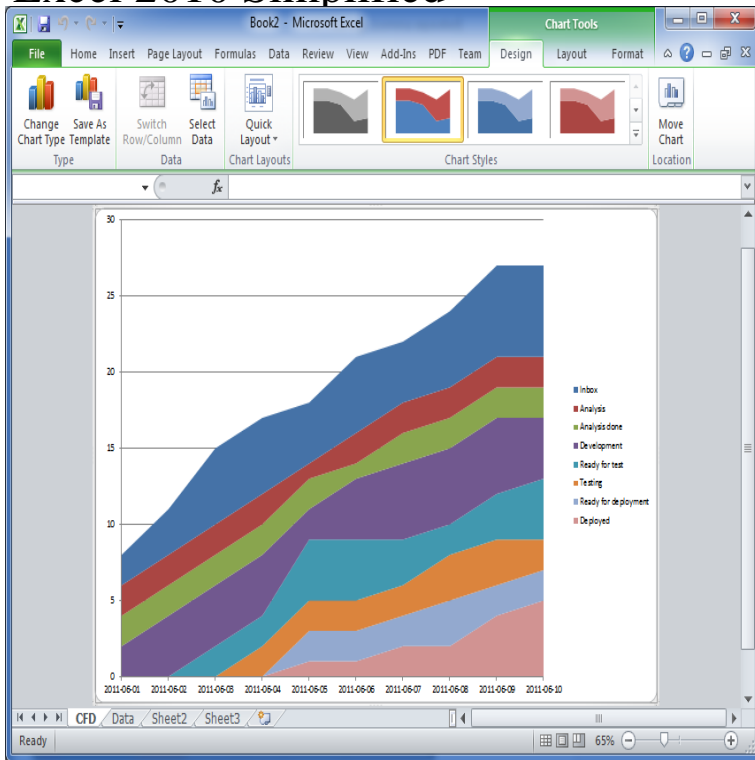 Excel 2010 Simplified
Book2 - Microsoft Excel
Chart Tools
File Home Insert Page Layout Formulas Data Review View Add-Ins PDF Team Design Layout Format
Change Chart Type
Save As Template
Switch Row/Column
Select Data
Quick Layout
Move Chart
Type Data Chart Layouts Chart Styles Location
fx
30
25
20
15
10
5
0
2011-06-01 2011-06-02 2011-06-03 2011-06-04 2011-06-05 2011-06-06 2011-06-07 2011-06-08 2011-06-09 2011-06-10
Inbox
Analysis
Analysis done
Development
Ready for test
Testing
Ready for deployment
Deployed
CFD Data Sheet2 Sheet3
Ready 65%